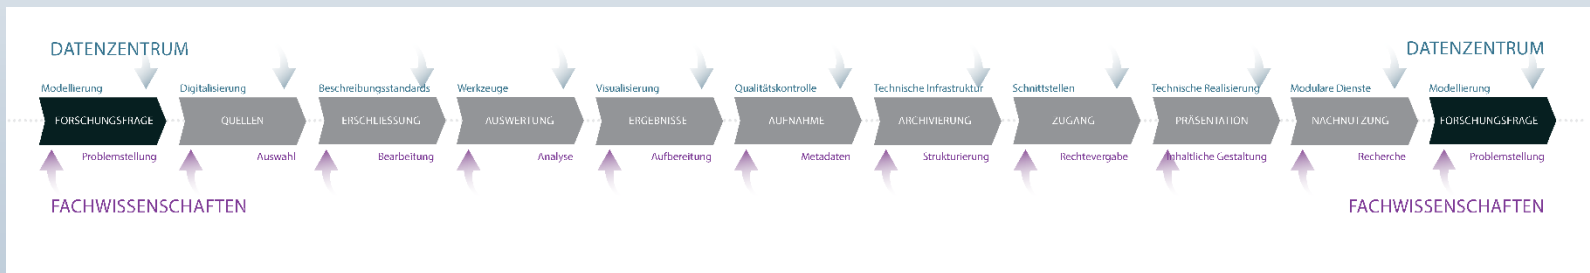 DATENZENTRUM DATENZENTRUM
Modellierung Digitalisierung Beschreibungsstandards Werkzeuge Visualisierung Qualitätskontrolle Technische Infrastruktur Schnittstellen Technische Realisierung Modulare Dienste Modellierung
FORSCHUNGSFRAGE QUELLEN ERSCHLIESSUNG AUSWERTUNG ERGEBNISSE AUFNAHME ARCHIVIERUNG ZUGANG PRÄSENTATION NACHNUTZUNG FORSCHUNGSFRAGE
Problemstellung Auswahl Bearbeitung Analyse Aufbereitung Metadaten Strukturierung Rechtevergabe Inhaltliche Gestaltung Recherche Problemstellung
FACHWISSENSCHAFTEN FACHWISSENSCHAFTEN